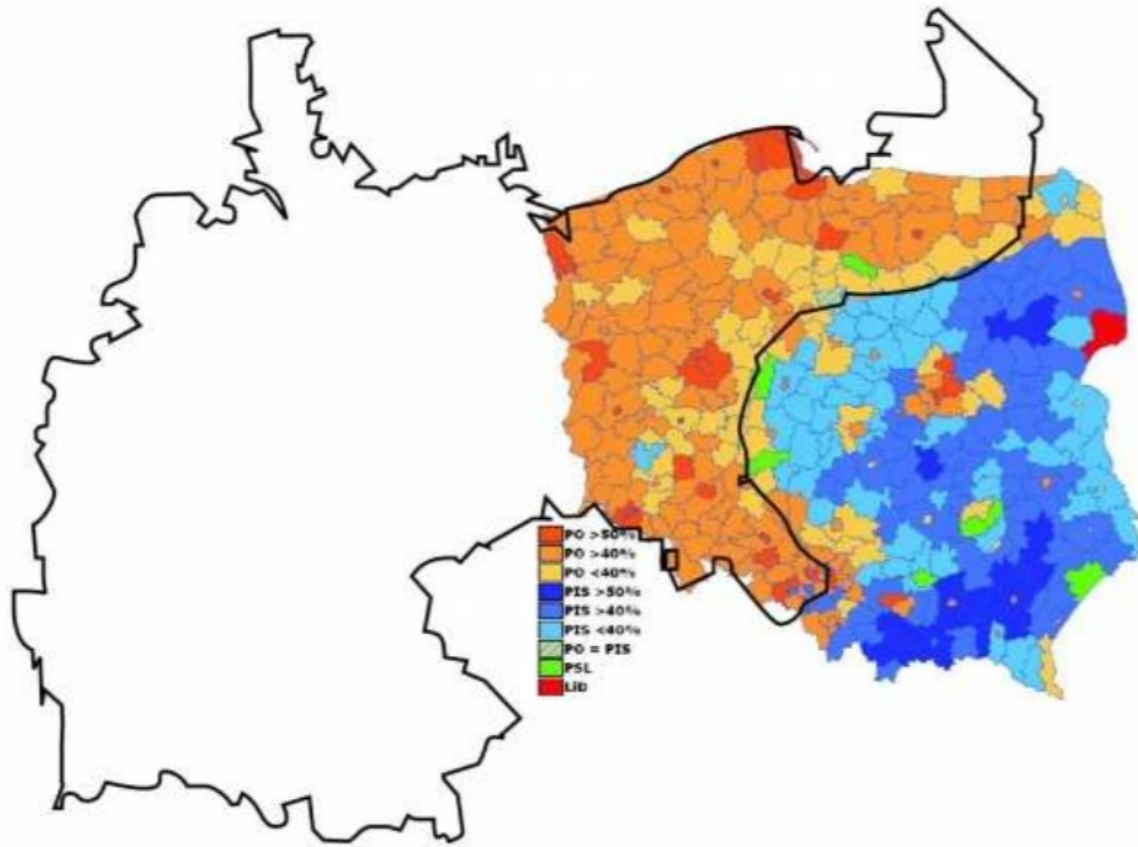 PO >50%
PO >40%
PO <40%
PIS >50%
PIS >40%
PIS <40%
PO = PIS
PSL
LiD